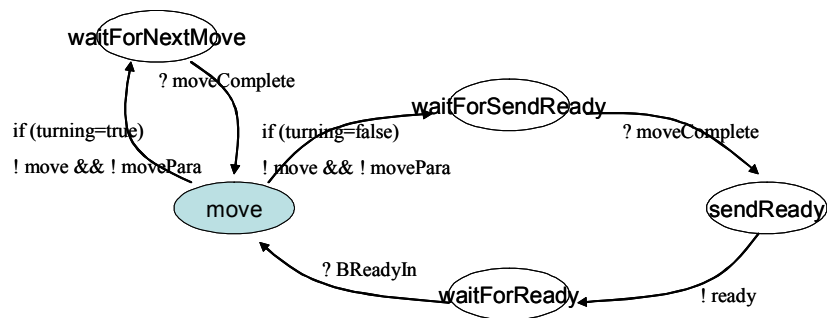 waitForNextMove
? moveComplete
if (turning=true)
! move && ! movePara
if (turning=false)
! move && ! movePara
waitForSendReady
? moveComplete
move
sendReady
? BReadyIn
waitForReady
! ready